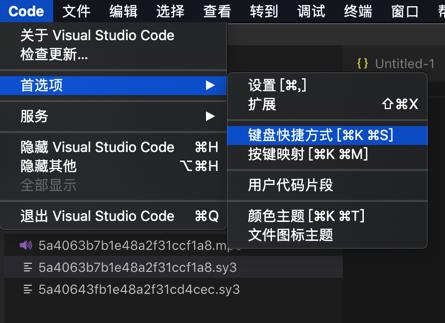 Code 文件 编辑 选择 查看 转到 调试 终端 窗口
关于 Visual Studio Code
检查更新...
{ } Untitled-1
首选项 ▶
设置 [⌘,]
扩展 ⇧⌘X
服务 ▶
键盘快捷方式 [⌘K ⌘S]
隐藏 Visual Studio Code ⌘H
按键映射 [⌘K ⌘M]
隐藏其他 ⌥⌘H
全部显示
用户代码片段
退出 Visual Studio Code ⌘Q
颜色主题 [⌘K ⌘T]
文件图标主题
5a4063b7b1e48a2f31ccf1a8.m
5a4063b7b1e48a2f31ccf1a8.sy3
5a40643fb1e48a2f31cd4cec.sy3